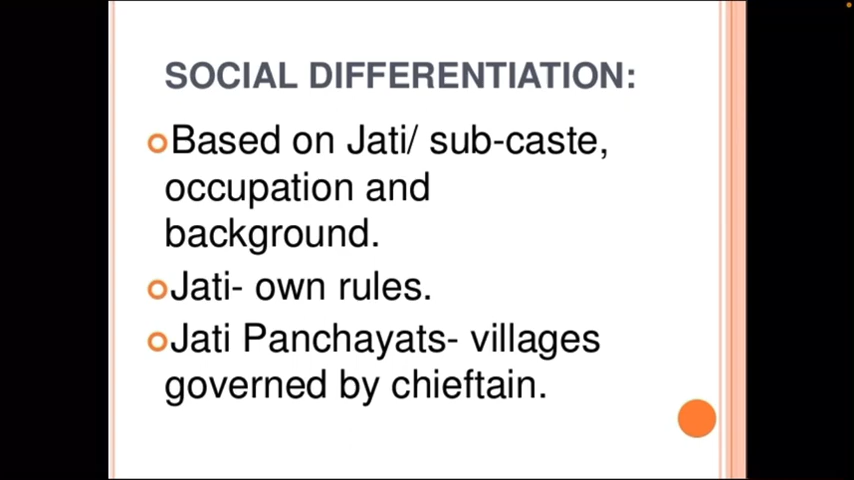 SOCIAL DIFFERENTIATION:
Based on Jati/ sub-caste,
occupation and
background.
Jati- own rules.
Jati Panchayats- villages
governed by chieftain.